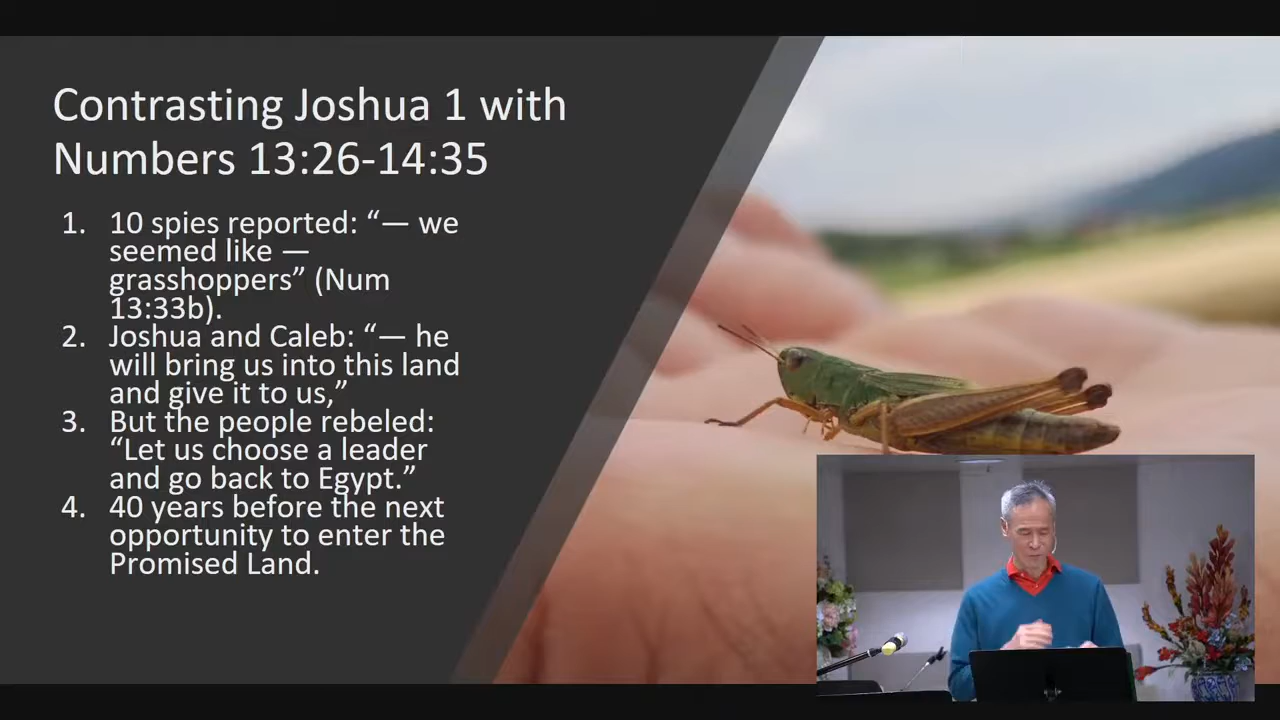 Contrasting Joshua 1 with
Numbers 13:26-14:35
1. 10 spies reported: “— we
seemed like —
grasshoppers” (Num
13:33b).
2. Joshua and Caleb: “— he
will bring us into this land
and give it to us,”
3. But the people rebeled:
“Let us choose a leader
and go back to Egypt.”
4. 40 years before the next
opportunity to enter the
Promised Land.